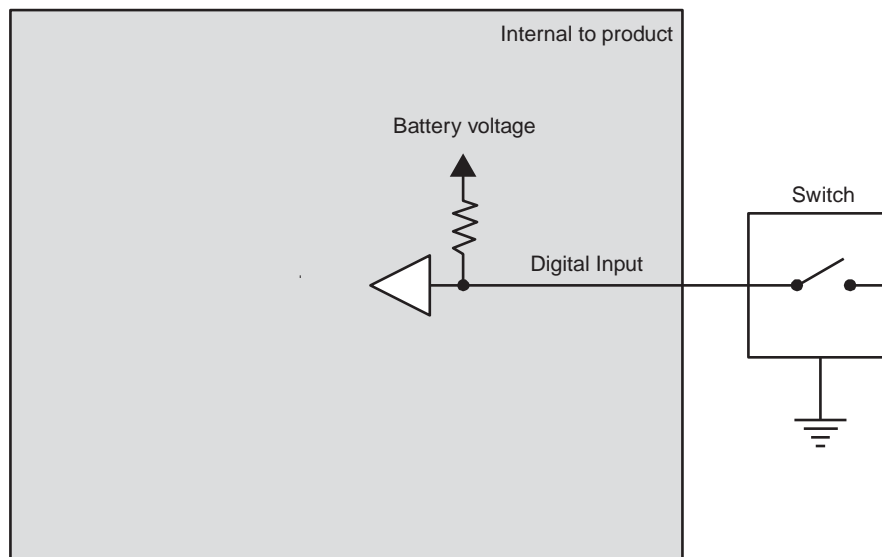 Internal to product
Battery voltage
Switch
Digital Input